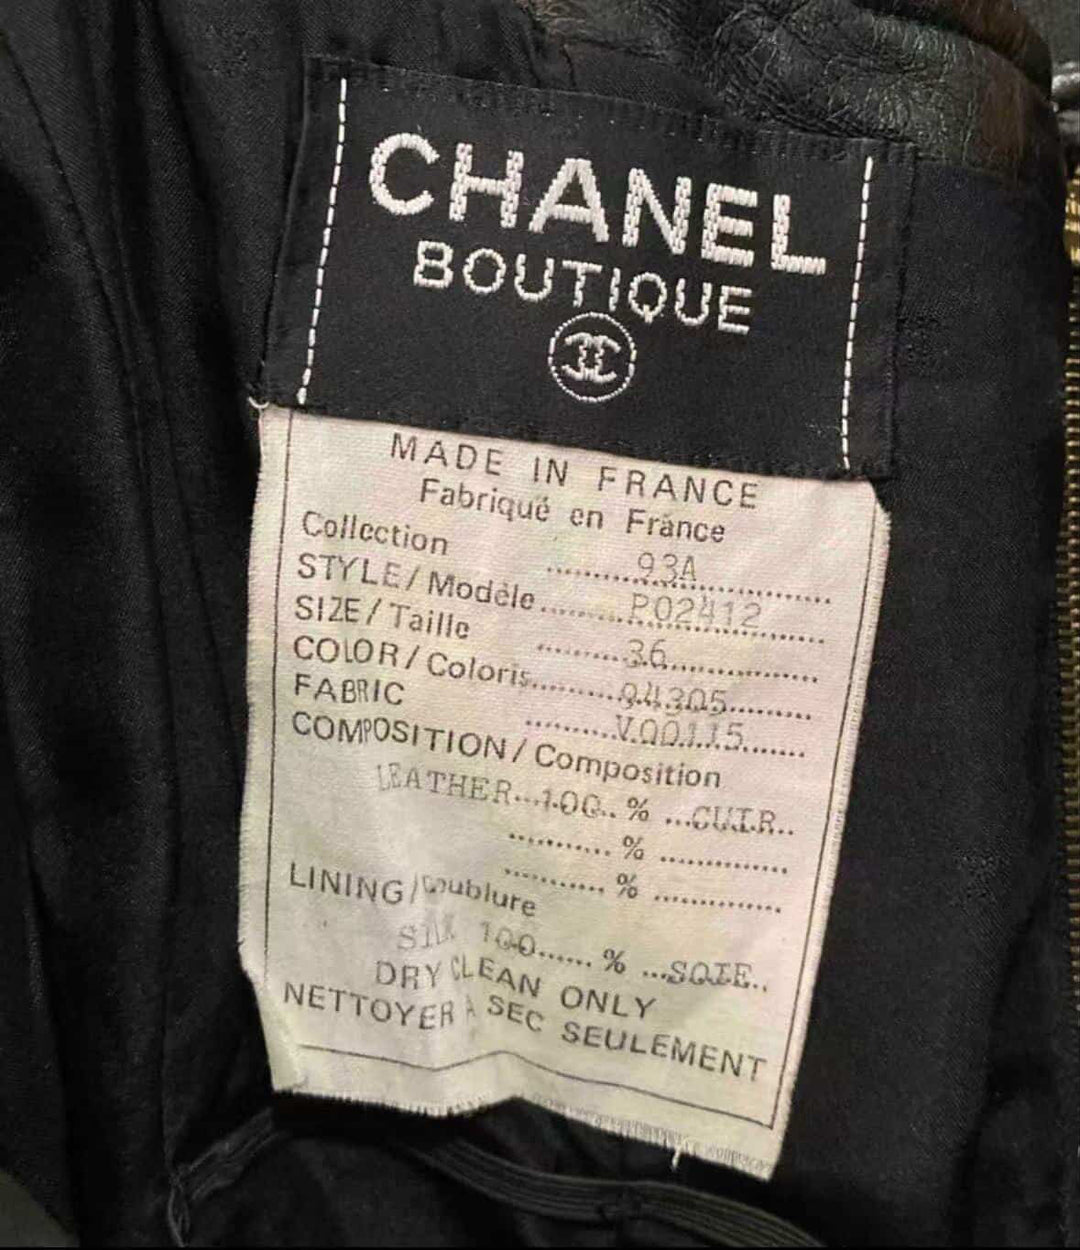 CHANEL
BOUTIQUE
MADE IN FRANCE
Fabriqué en France
Collection ..........93A..............
STYLE/Modèle.........P02412.......
SIZE/Taille .........36..............
COLOR/Coloris.........94305.........
FABRIC .........V00115.......
COMPOSITION/Composition
LEATHER...100..% ...CUIR..
...........% .............
...........% .............
LINING/Doublure
SILK 100......% ...SOIE..
DRY CLEAN ONLY
NETTOYER À SEC SEULEMENT